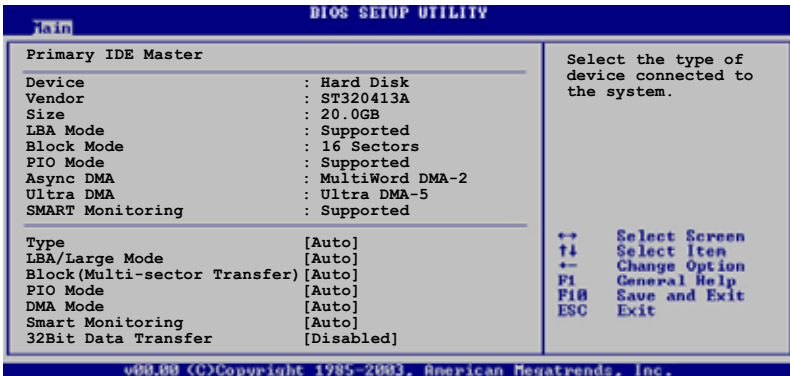 BIOS SETUP UTILITY
Main
Primary IDE Master
Device : Hard Disk
Vendor : ST320413A
Size : 20.0GB
LBA Mode : Supported
Block Mode : 16 Sectors
PIO Mode : Supported
Async DMA : MultiWord DMA-2
Ultra DMA : Ultra DMA-5
SMART Monitoring : Supported
Type [Auto]
LBA/Large Mode [Auto]
Block(Multi-sector Transfer)[Auto]
PIO Mode [Auto]
DMA Mode [Auto]
Smart Monitoring [Auto]
32Bit Data Transfer [Disabled]
Select the type of
device connected to
the system.
↔ Select Screen
↑↓ Select Item
+- Change Option
F1 General Help
F10 Save and Exit
ESC Exit
v00.00 (C)Copyright 1985-2003, American Megatrends, Inc.